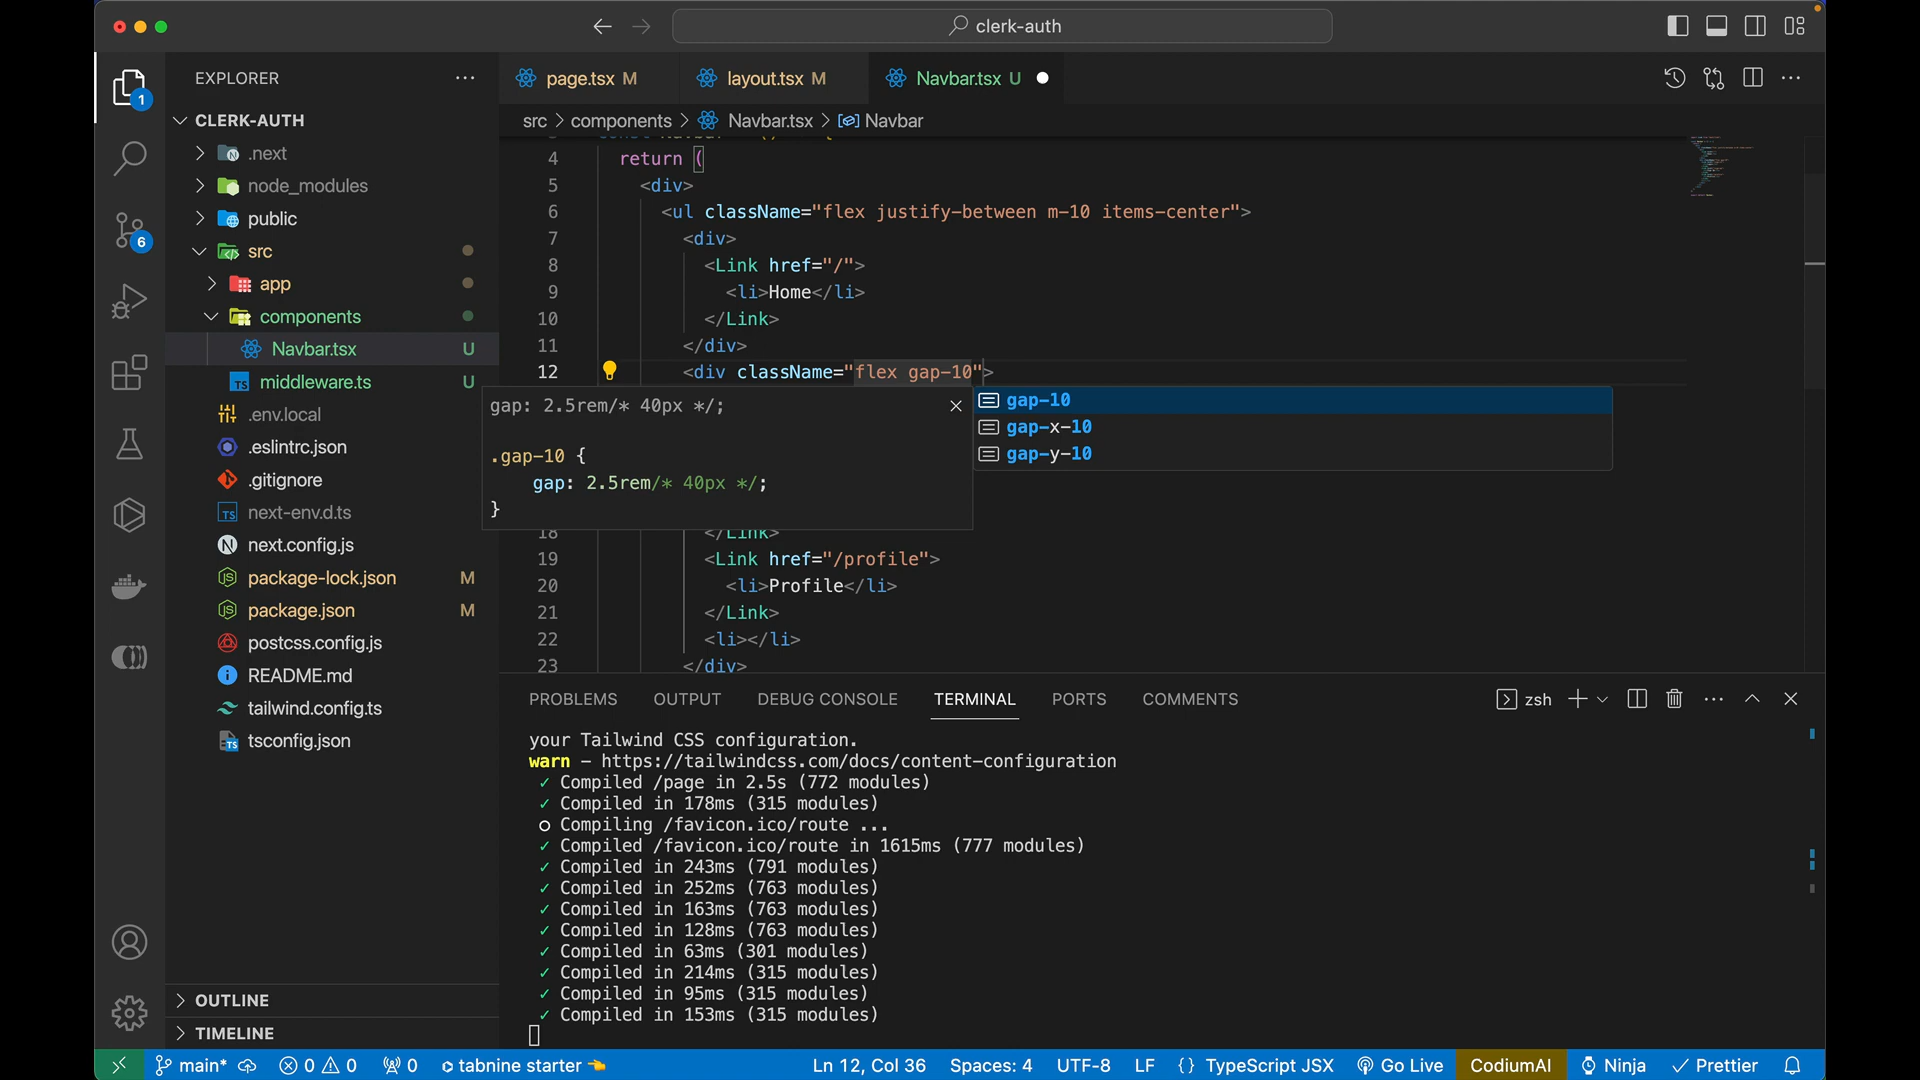 clerk-auth
EXPLORER
page.tsx M
layout.tsx M
Navbar.tsx U
1
CLERK-AUTH
src > components > Navbar.tsx > Navbar
.next
node_modules
public
src
app
components
Navbar.tsx U
middleware.ts U
.env.local
.eslintrc.json
.gitignore
next-env.d.ts
next.config.js
package-lock.json M
package.json M
postcss.config.js
README.md
tailwind.config.ts
tsconfig.json
6
OUTLINE
TIMELINE
4 return (
5 <div>
6 <ul className="flex justify-between m-10 items-center">
7 <div>
8 <Link href="/">
9 <li>Home</li>
10 </Link>
11 </div>
12 <div className="flex gap-10">
gap: 2.5rem/* 40px */;
.gap-10 {
gap: 2.5rem/* 40px */;
}
gap-10
gap-x-10
gap-y-10
18 </Link>
19 <Link href="/profile">
20 <li>Profile</li>
21 </Link>
22 <li></li>
23 </div>
PROBLEMS OUTPUT DEBUG CONSOLE TERMINAL PORTS COMMENTS
zsh
your Tailwind CSS configuration.
warn - https://tailwindcss.com/docs/content-configuration
✓ Compiled /page in 2.5s (772 modules)
✓ Compiled in 178ms (315 modules)
○ Compiling /favicon.ico/route ...
✓ Compiled /favicon.ico/route in 1615ms (777 modules)
✓ Compiled in 243ms (791 modules)
✓ Compiled in 252ms (763 modules)
✓ Compiled in 163ms (763 modules)
✓ Compiled in 128ms (763 modules)
✓ Compiled in 63ms (301 modules)
✓ Compiled in 214ms (315 modules)
✓ Compiled in 95ms (315 modules)
✓ Compiled in 153ms (315 modules)
main* 0 0 0 tabnine starter Ln 12, Col 36 Spaces: 4 UTF-8 LF {} TypeScript JSX Go Live CodiumAI Ninja Prettier